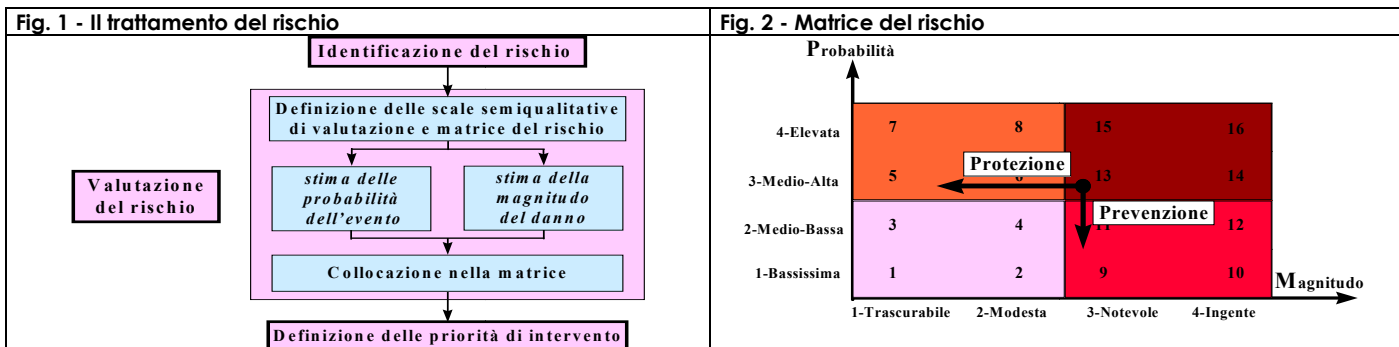 Fig. 1 - Il trattamento del rischio
Identificazione del rischio
Definizione delle scale semiqualitative
di valutazione e matrice del rischio
stima delle
probabilità
dell'evento
stima della
magnitudo
del danno
Valutazione
del rischio
Collocazione nella matrice
Definizione delle priorità di intervento
Fig. 2 - Matrice del rischio
Probabilità
4-Elevata 7 8 15 16
Protezione
3-Medio-Alta 5 13 14
Prevenzione
2-Medio-Bassa 3 4 12
1-Bassissima 1 2 9 10
Magnitudo
1-Trascurabile 2-Modesta 3-Notevole 4-Ingente